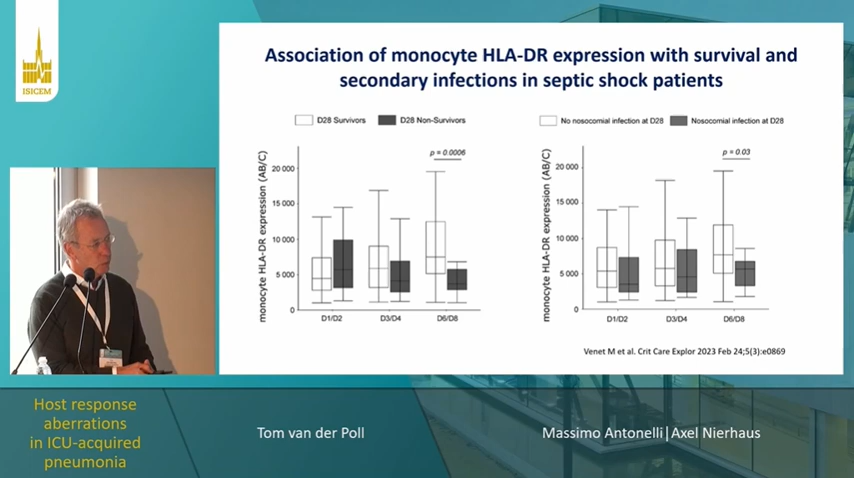 ISICEM
Association of monocyte HLA-DR expression with survival and
secondary infections in septic shock patients
D28 Survivors
D28 Non-Survivors
monocyte HLA-DR expression (AB/C)
20 000
15 000
10 000
5 000
0
p = 0.0006
D1/D2
D3/D4
D6/D8
No nosocomial infection at D28
Nosocomial infection at D28
monocyte HLA-DR expression (AB/C)
20 000
15 000
10 000
5 000
0
p = 0.03
D1/D2
D3/D4
D6/D8
Venet M et al. Crit Care Explor 2023 Feb 24;5(3):e0869
Host response
aberrations
in ICU-acquired
pneumonia
Tom van der Poll
Massimo Antonelli|Axel Nierhaus